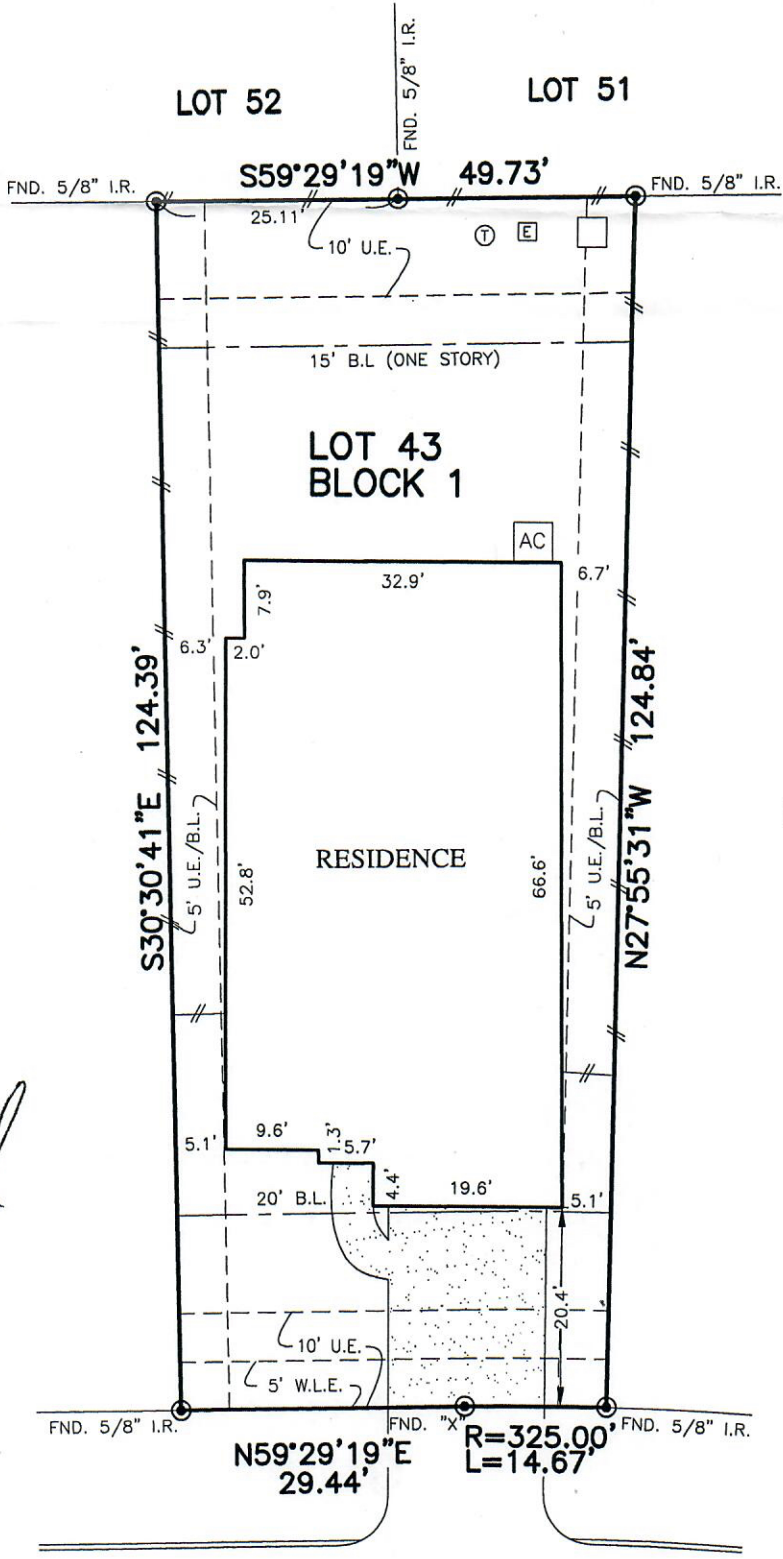 FND. 5/8" I.R.
LOT 52
LOT 51
S59°29'19"W 49.73'
FND. 5/8" I.R.
FND. 5/8" I.R.
25.11'
10' U.E.
T
E
15' B.L (ONE STORY)
LOT 43
BLOCK 1
AC
32.9'
6.7'
7.9'
6.3'
2.0'
S30°30'41"E 124.39'
N27°55'31"W 124.84'
5' U.E./B.L.
52.8'
RESIDENCE
66.6'
5' U.E./B.L.
9.6'
1.3'
5.7'
5.1'
4.4'
19.6'
5.1'
20' B.L.
20.4'
10' U.E.
5' W.L.E.
FND. 5/8" I.R.
FND. "X"
FND. 5/8" I.R.
N59°29'19"E
29.44'
R=325.00'
L=14.67'